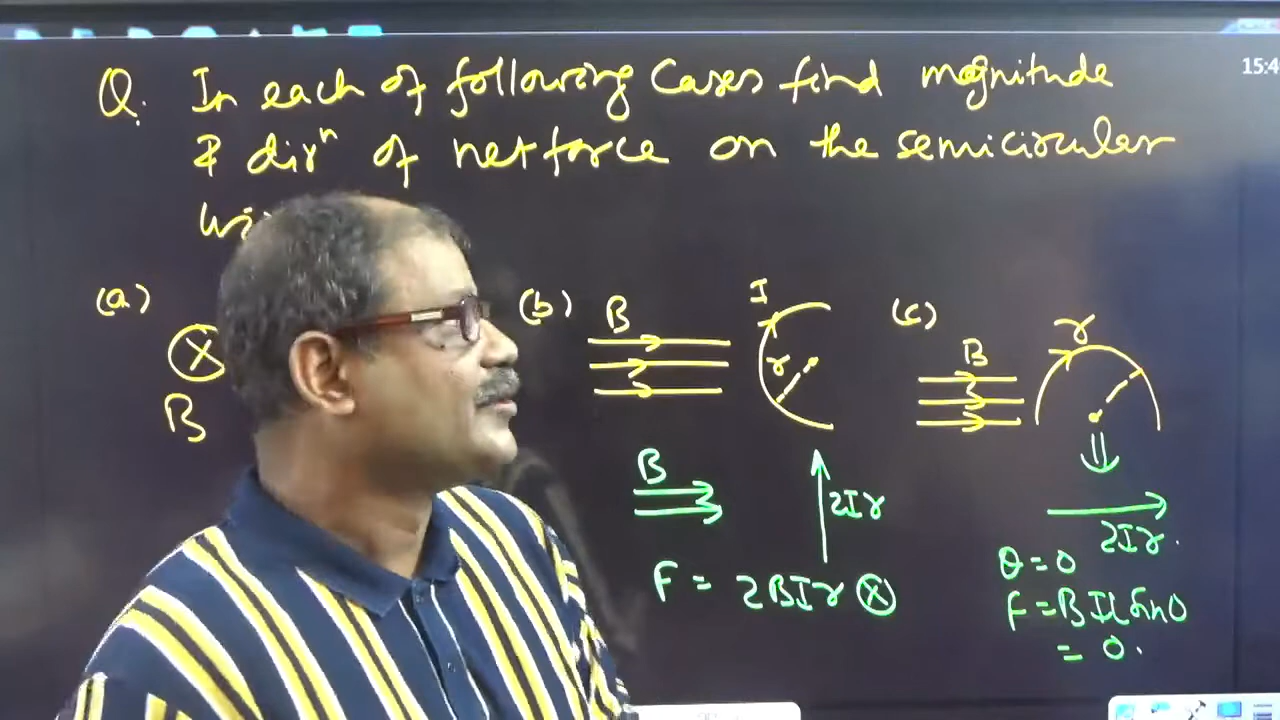 Q. In each of following Cases find magnitude
& dirⁿ of net force on the semicircular
(a)
B
(b)
B
I
r
(c)
B
r
B
2Ir
F = 2BIr ⊗
2Ir.
θ = 0
F = BIl sin0
= 0.
15:4